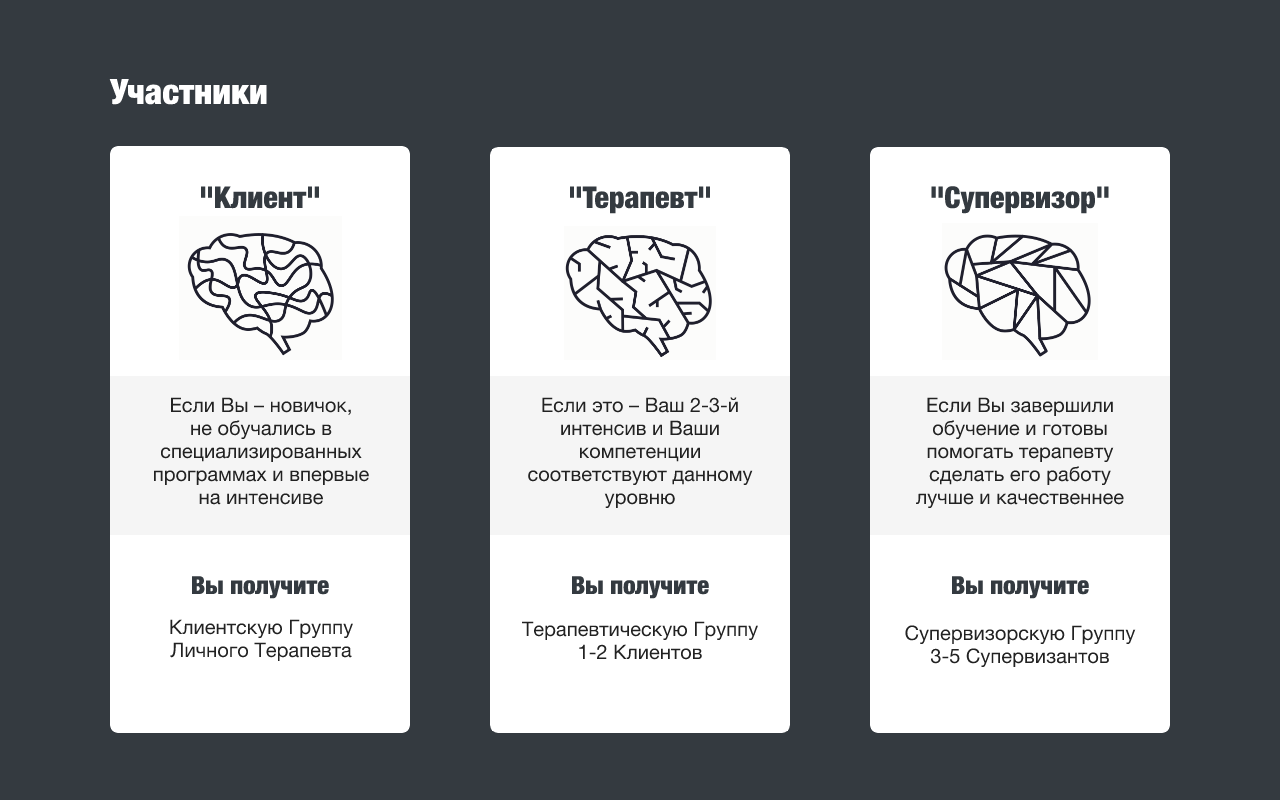 Участники
"Клиент"
Если Вы – новичок,
не обучались в
специализированных
программах и впервые
на интенсиве
Вы получите
Клиентскую Группу
Личного Терапевта
"Терапевт"
Если это – Ваш 2-3-й
интенсив и Ваши
компетенции
соответствуют данному
уровню
Вы получите
Терапевтическую Группу
1-2 Клиентов
"Супервизор"
Если Вы завершили
обучение и готовы
помогать терапевту
сделать его работу
лучше и качественнее
Вы получите
Супервизорскую Группу
3-5 Супервизантов